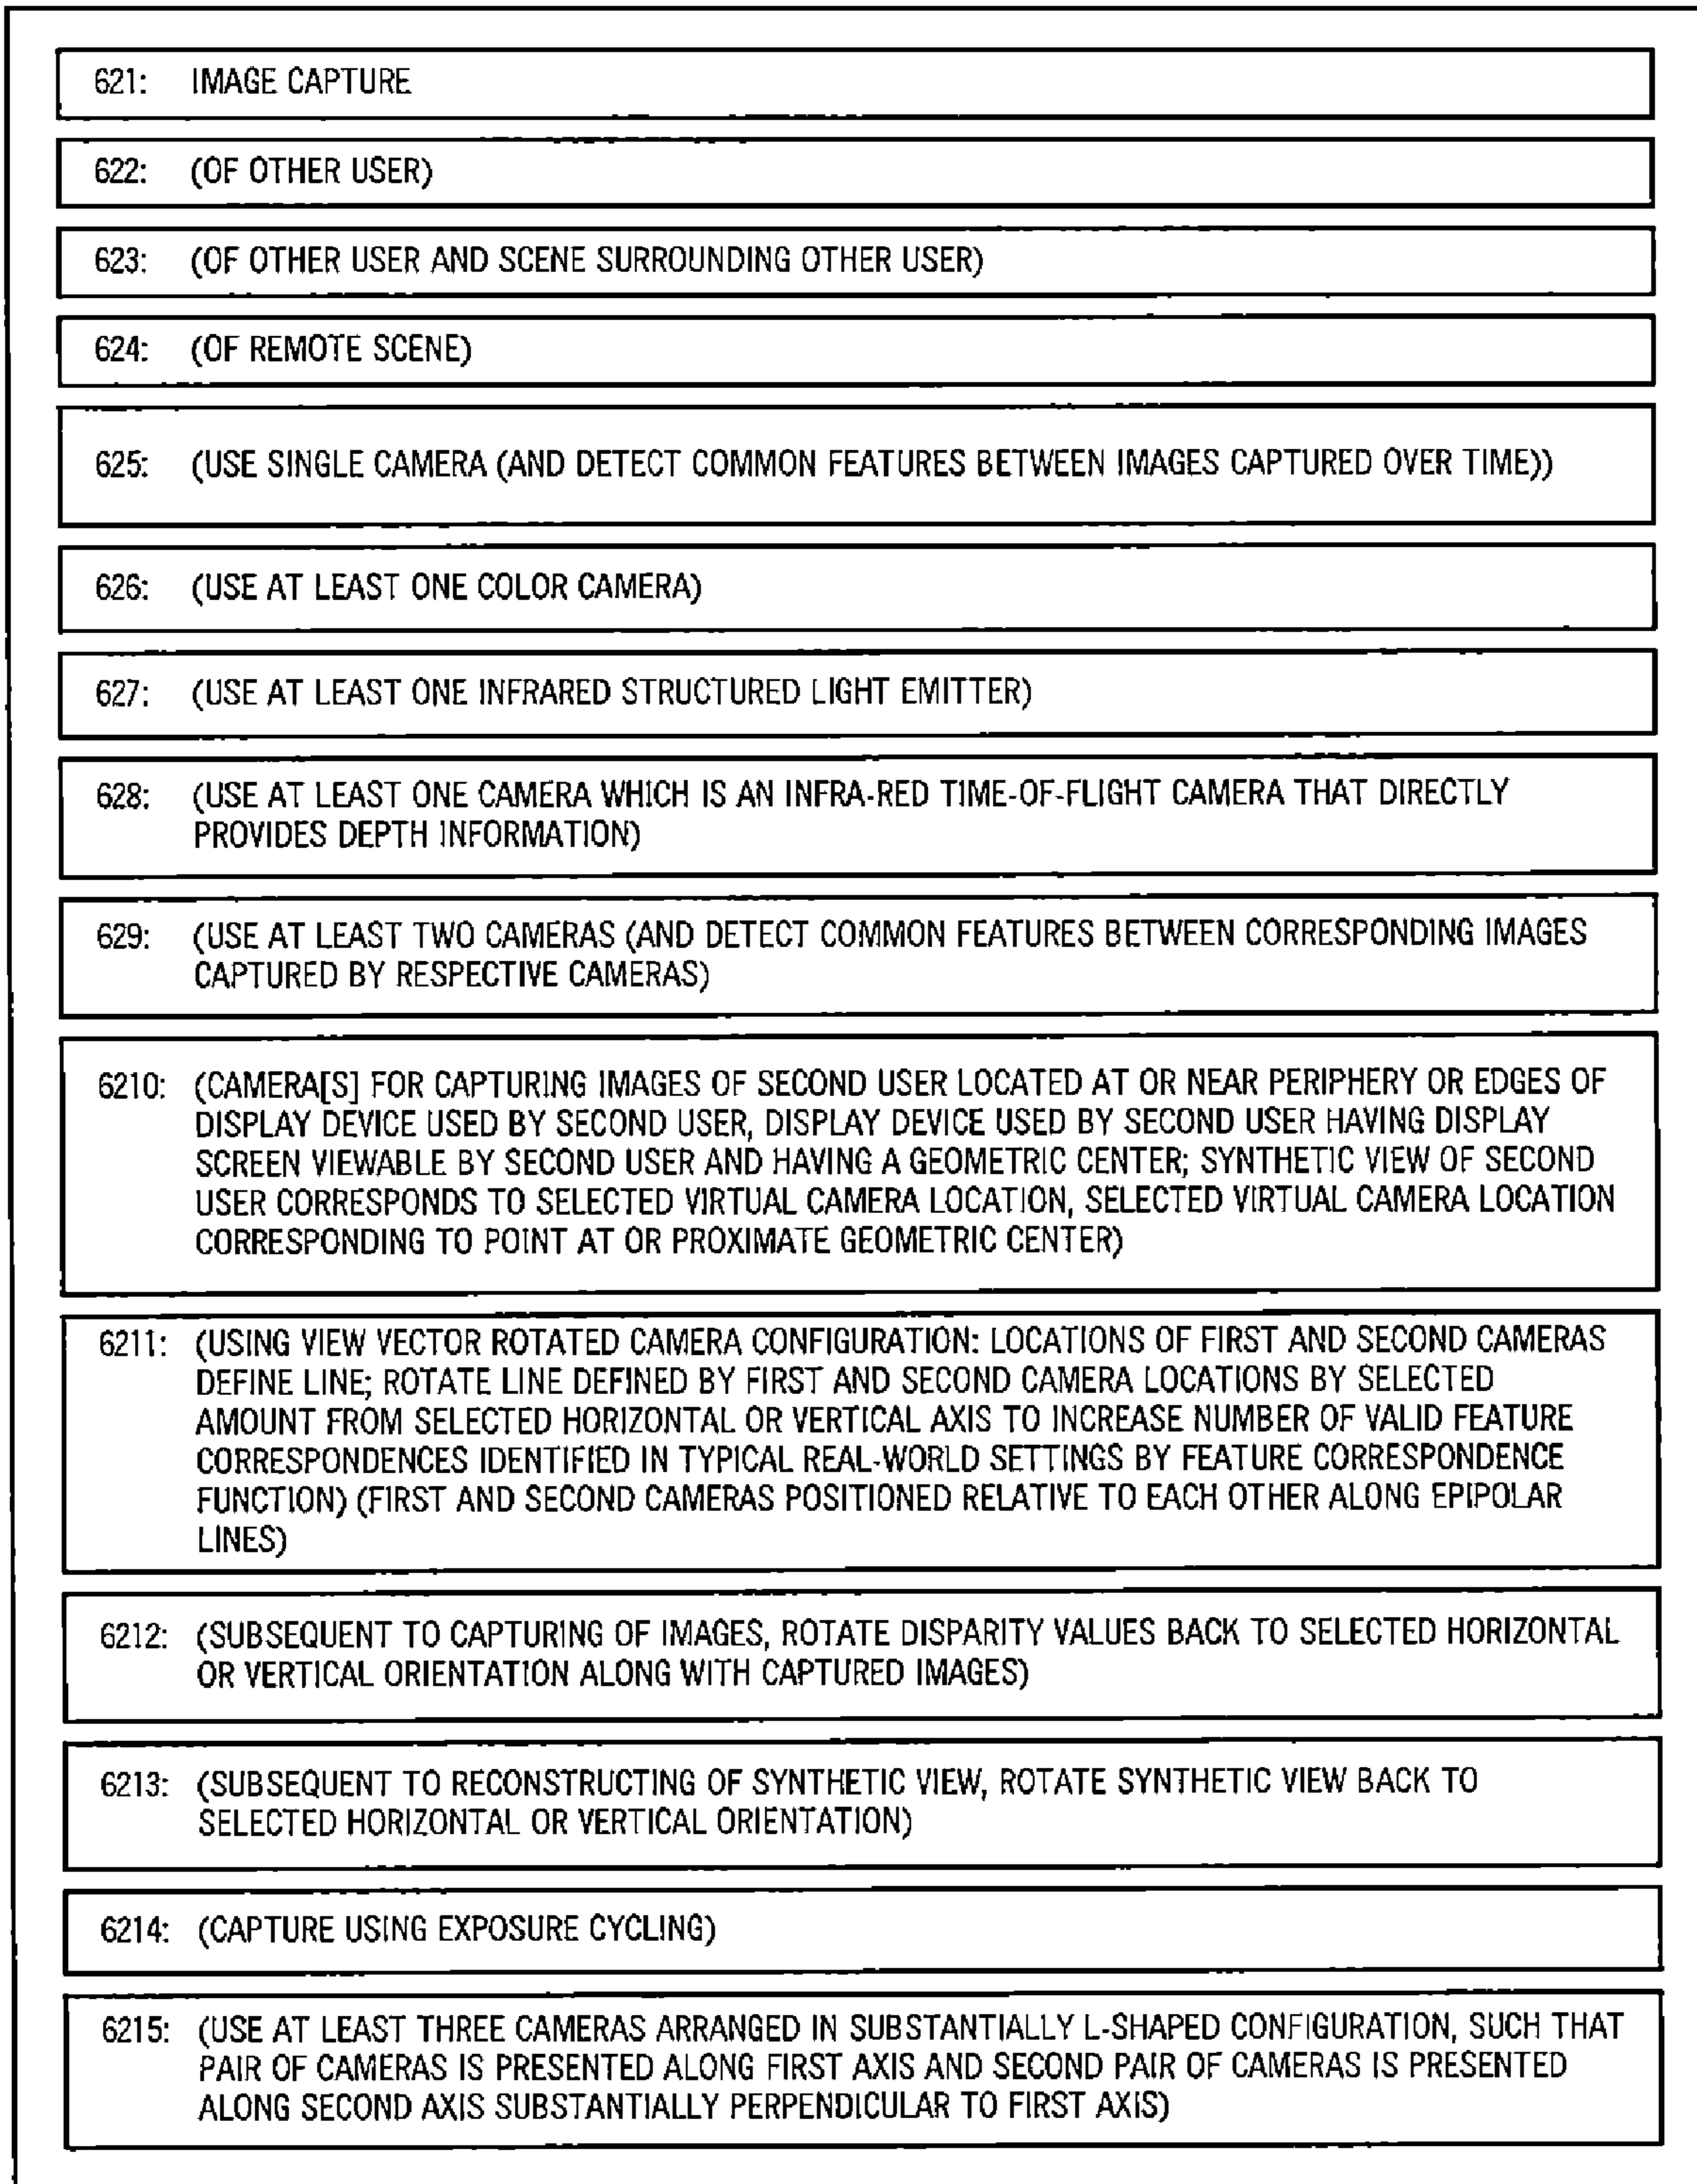 621: IMAGE CAPTURE
622: (OF OTHER USER)
623: (OF OTHER USER AND SCENE SURROUNDING OTHER USER)
624: (OF REMOTE SCENE)
625: (USE SINGLE CAMERA (AND DETECT COMMON FEATURES BETWEEN IMAGES CAPTURED OVER TIME))
626: (USE AT LEAST ONE COLOR CAMERA)
627: (USE AT LEAST ONE INFRARED STRUCTURED LIGHT EMITTER)
628: (USE AT LEAST ONE CAMERA WHICH IS AN INFRA-RED TIME-OF-FLIGHT CAMERA THAT DIRECTLY
PROVIDES DEPTH INFORMATION)
629: (USE AT LEAST TWO CAMERAS (AND DETECT COMMON FEATURES BETWEEN CORRESPONDING IMAGES
CAPTURED BY RESPECTIVE CAMERAS)
6210: (CAMERA[S] FOR CAPTURING IMAGES OF SECOND USER LOCATED AT OR NEAR PERIPHERY OR EDGES OF
DISPLAY DEVICE USED BY SECOND USER, DISPLAY DEVICE USED BY SECOND USER HAVING DISPLAY
SCREEN VIEWABLE BY SECOND USER AND HAVING A GEOMETRIC CENTER; SYNTHETIC VIEW OF SECOND
USER CORRESPONDS TO SELECTED VIRTUAL CAMERA LOCATION, SELECTED VIRTUAL CAMERA LOCATION
CORRESPONDING TO POINT AT OR PROXIMATE GEOMETRIC CENTER)
6211: (USING VIEW VECTOR ROTATED CAMERA CONFIGURATION: LOCATIONS OF FIRST AND SECOND CAMERAS
DEFINE LINE; ROTATE LINE DEFINED BY FIRST AND SECOND CAMERA LOCATIONS BY SELECTED
AMOUNT FROM SELECTED HORIZONTAL OR VERTICAL AXIS TO INCREASE NUMBER OF VALID FEATURE
CORRESPONDENCES IDENTIFIED IN TYPICAL REAL-WORLD SETTINGS BY FEATURE CORRESPONDENCE
FUNCTION) (FIRST AND SECOND CAMERAS POSITIONED RELATIVE TO EACH OTHER ALONG EPIPOLAR
LINES)
6212: (SUBSEQUENT TO CAPTURING OF IMAGES, ROTATE DISPARITY VALUES BACK TO SELECTED HORIZONTAL
OR VERTICAL ORIENTATION ALONG WITH CAPTURED IMAGES)
6213: (SUBSEQUENT TO RECONSTRUCTING OF SYNTHETIC VIEW, ROTATE SYNTHETIC VIEW BACK TO
SELECTED HORIZONTAL OR VERTICAL ORIENTATION)
6214: (CAPTURE USING EXPOSURE CYCLING)
6215: (USE AT LEAST THREE CAMERAS ARRANGED IN SUBSTANTIALLY L-SHAPED CONFIGURATION, SUCH THAT
PAIR OF CAMERAS IS PRESENTED ALONG FIRST AXIS AND SECOND PAIR OF CAMERAS IS PRESENTED
ALONG SECOND AXIS SUBSTANTIALLY PERPENDICULAR TO FIRST AXIS)